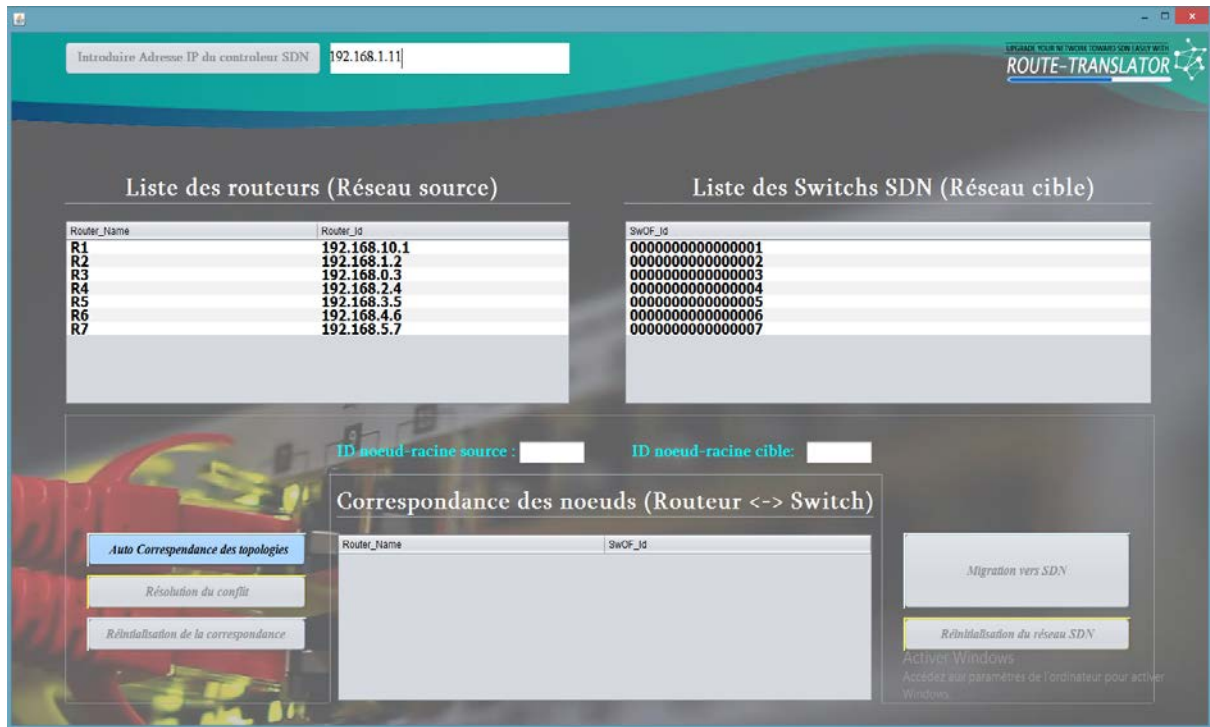 Introduire Adresse IP du controleur SDN 192.168.1.11
UPGRADE YOUR NETWORK TOWARD SDN EASILY WITH
ROUTE-TRANSLATOR
Liste des routeurs (Réseau source)
Liste des Switchs SDN (Réseau cible)
Router_Name Router_Id
R1 192.168.10.1
R2 192.168.1.2
R3 192.168.0.3
R4 192.168.2.4
R5 192.168.3.5
R6 192.168.4.6
R7 192.168.5.7
SwOF_Id
0000000000000001
0000000000000002
0000000000000003
0000000000000004
0000000000000005
0000000000000006
0000000000000007
ID noeud-racine source : ID noeud-racine cible:
Correspondance des noeuds (Routeur <-> Switch)
Router_Name SwOF_Id
Auto Correspendance des topologies
Résolution du conflit
Réintialisation de la correspondance
Migration vers SDN
Réinitialisation du réseau SDN
Activer Windows
Accédez aux paramètres de l'ordinateur pour activer
Windows.